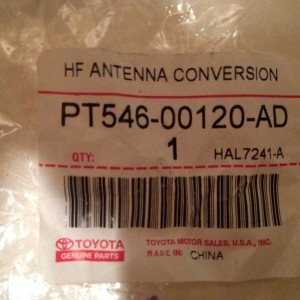 HF ANTENNA CONVERSION
PT546-00120-AD
QTY: 1 HAL7241-A
TOYOTA TOYOTA MOTOR SALES, U.S.A., INC.
GENUINE PARTS MADE IN: CHINA